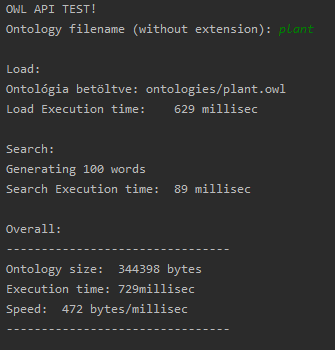 OWL API TEST!
Ontology filename (without extension): plant
Load:
Ontológia betöltve: ontologies/plant.owl
Load Execution time:    629 millisec
Search:
Generating 100 words
Search Execution time:  89 millisec
Overall:
--------------------------------
Ontology size:  344398 bytes
Execution time: 729millisec
Speed:  472 bytes/millisec
--------------------------------